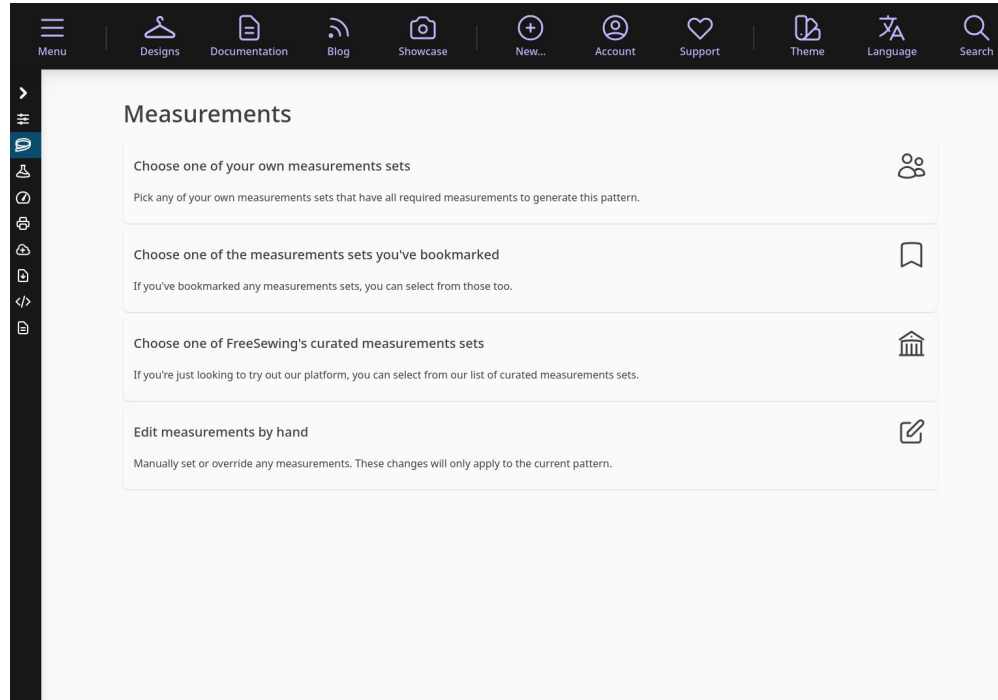 Menu
Designs
Documentation
Blog
Showcase
New...
Account
Support
Theme
Language
Search
Measurements
Choose one of your own measurements sets
Pick any of your own measurements sets that have all required measurements to generate this pattern.
Choose one of the measurements sets you've bookmarked
If you've bookmarked any measurements sets, you can select from those too.
Choose one of FreeSewing's curated measurements sets
If you're just looking to try out our platform, you can select from our list of curated measurements sets.
Edit measurements by hand
Manually set or override any measurements. These changes will only apply to the current pattern.